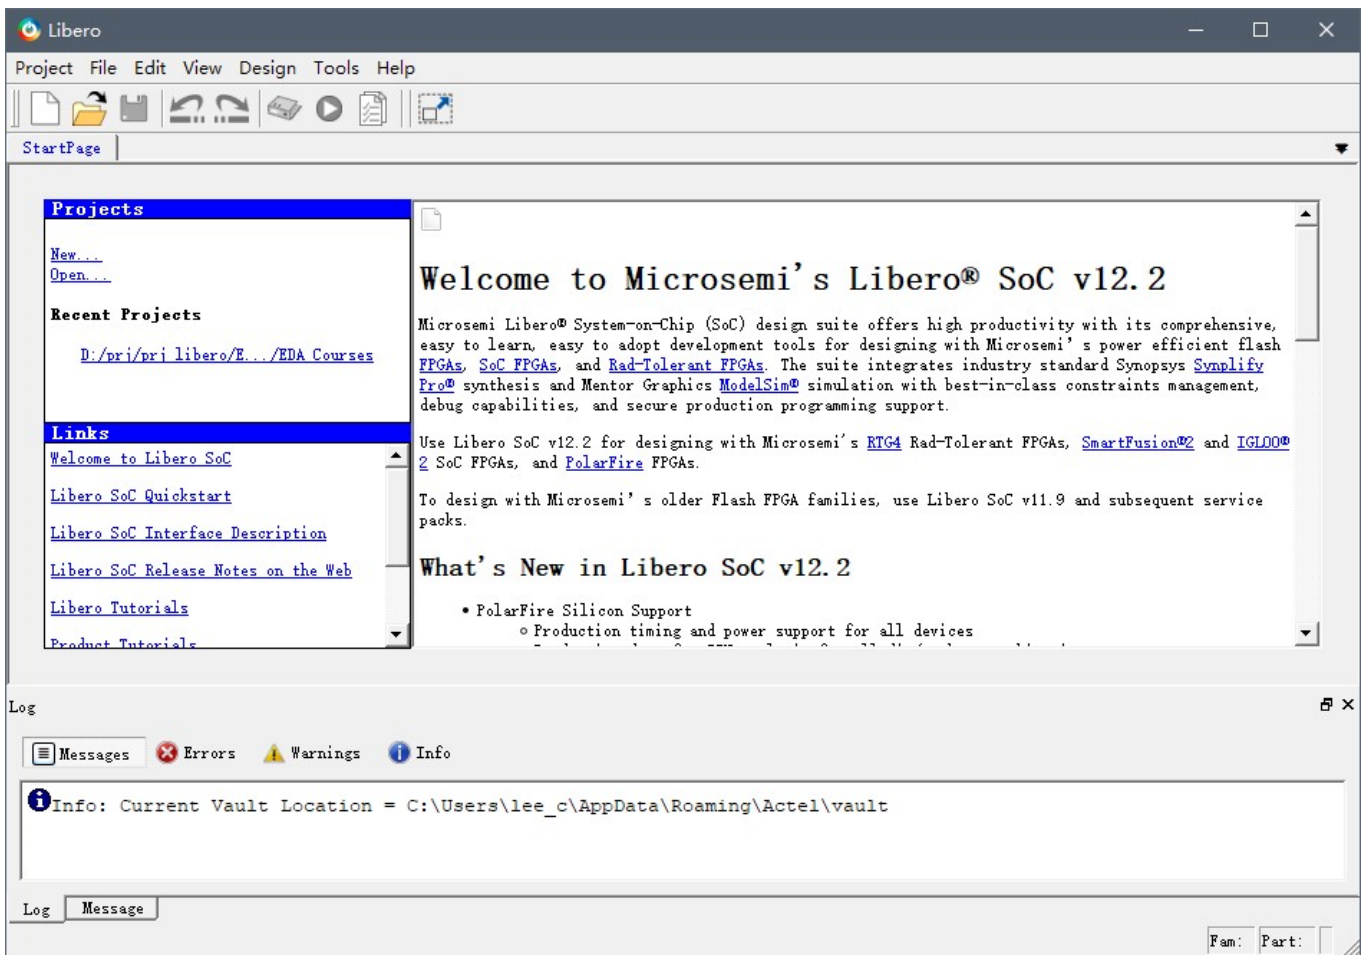 Libero
Project File Edit View Design Tools Help
StartPage
Projects
New...
Open...
Recent Projects
D:/prj/prj_libero/E.../EDA_Courses
Links
Welcome to Libero SoC
Libero SoC Quickstart
Libero SoC Interface Description
Libero SoC Release Notes on the Web
Libero Tutorials
Product Tutorials
Welcome to Microsemi's Libero® SoC v12.2
Microsemi Libero® System-on-Chip (SoC) design suite offers high productivity with its comprehensive,
easy to learn, easy to adopt development tools for designing with Microsemi's power efficient flash
FPGAs, SoC FPGAs, and Rad-Tolerant FPGAs. The suite integrates industry standard Synopsys Synplify
Pro® synthesis and Mentor Graphics ModelSim® simulation with best-in-class constraints management,
debug capabilities, and secure production programming support.
Use Libero SoC v12.2 for designing with Microsemi's RTG4 Rad-Tolerant FPGAs, SmartFusion®2 and IGLOO®
2 SoC FPGAs, and PolarFire FPGAs.
To design with Microsemi's older Flash FPGA families, use Libero SoC v11.9 and subsequent service
packs.
What's New in Libero SoC v12.2
• PolarFire Silicon Support
○ Production timing and power support for all devices
Log
Messages Errors Warnings Info
Info: Current Vault Location = C:\Users\lee_c\AppData\Roaming\Actel\vault
Log Message
Fam: Part: